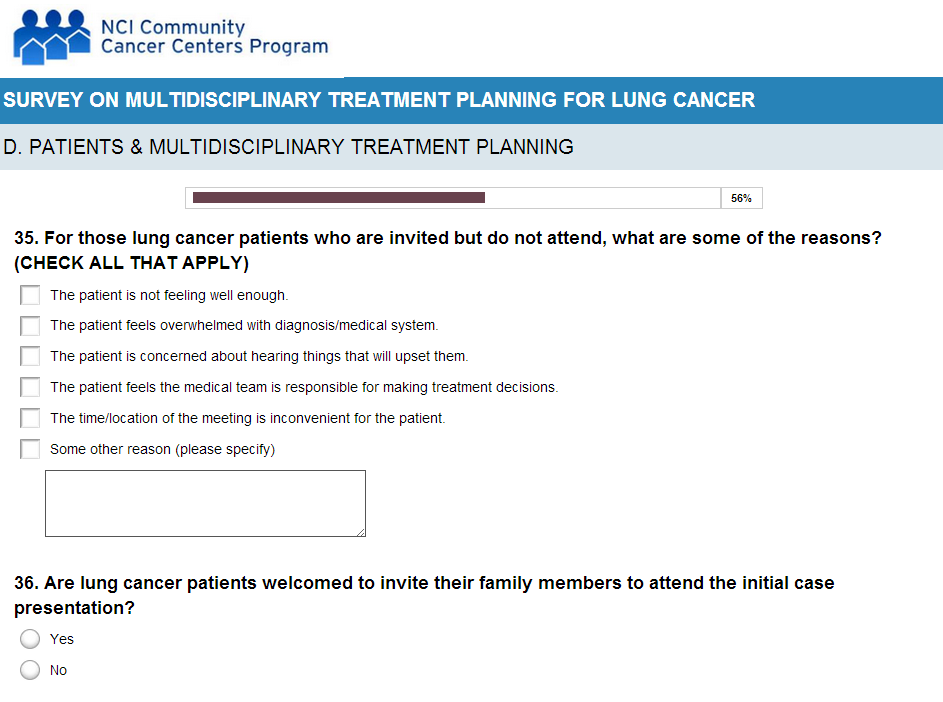 NCI Community
Cancer Centers Program
SURVEY ON MULTIDISCIPLINARY TREATMENT PLANNING FOR LUNG CANCER
D. PATIENTS & MULTIDISCIPLINARY TREATMENT PLANNING
56%
35. For those lung cancer patients who are invited but do not attend, what are some of the reasons?
(CHECK ALL THAT APPLY)
The patient is not feeling well enough.
The patient feels overwhelmed with diagnosis/medical system.
The patient is concerned about hearing things that will upset them.
The patient feels the medical team is responsible for making treatment decisions.
The time/location of the meeting is inconvenient for the patient.
Some other reason (please specify)
36. Are lung cancer patients welcomed to invite their family members to attend the initial case
presentation?
Yes
No